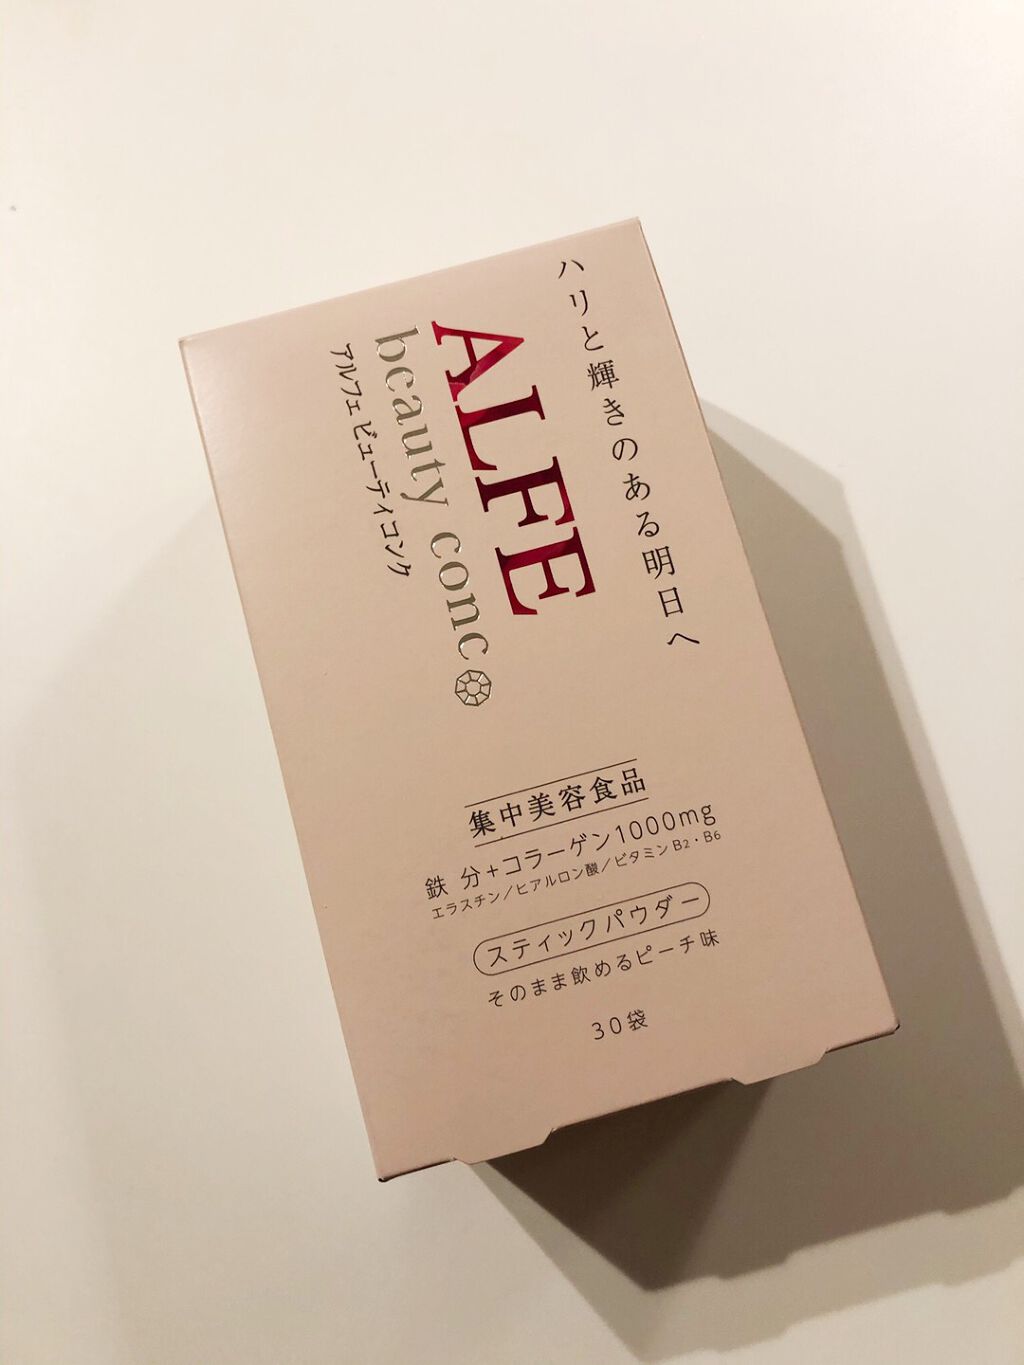 ハリと輝きのある明日へ
ALFE
beauty conc
アルフェ ビューティコンク
集中美容食品
鉄 分+コラーゲン1000mg
エラスチン/ヒアルロン酸/ビタミンB2・B6
スティックパウダー
そのまま飲めるピーチ味
30袋